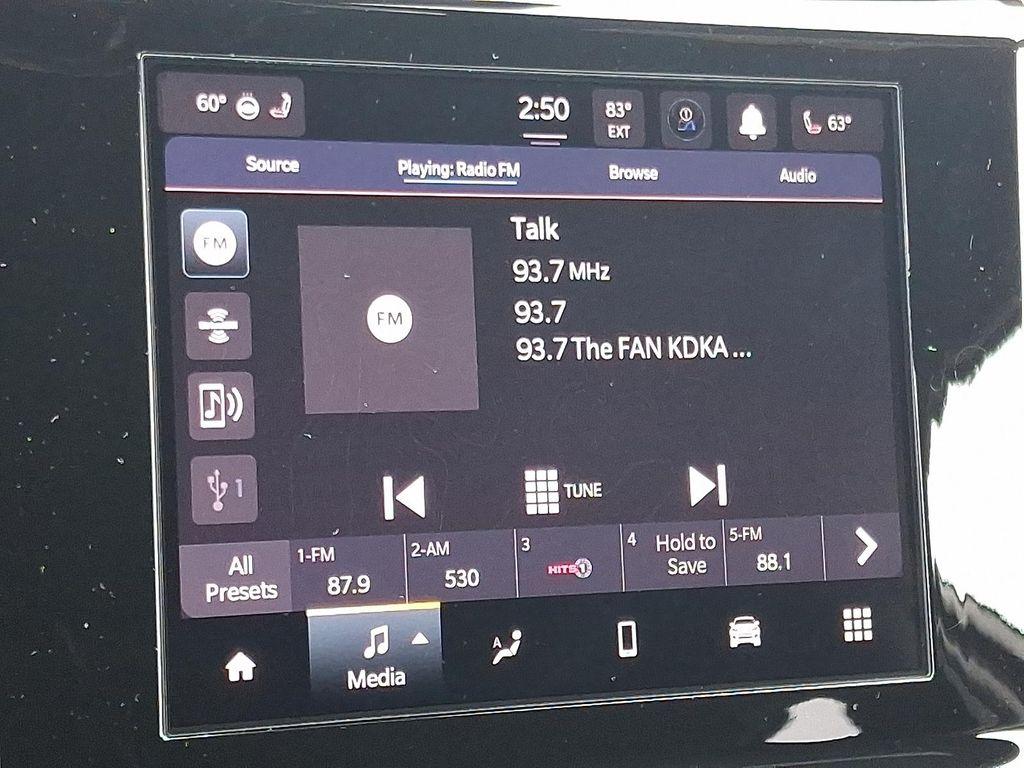 60°
2:50
83°
EXT
63°
Source
Playing: Radio FM
Browse
Audio
FM
FM
Talk
93.7 MHz
93.7
93.7 The FAN KDKA ...
1
TUNE
All
Presets
1-FM
87.9
2-AM
530
3
HITS 1
4
Hold to
Save
5-FM
88.1
Media
A